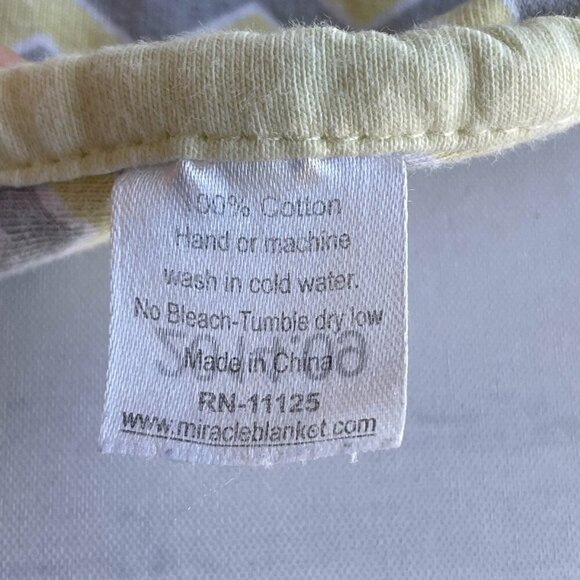 100% Cotton
Hand or machine
wash in cold water.
No Bleach-Tumble dry low
Made in China
RN-11125
www.miracleblanket.com